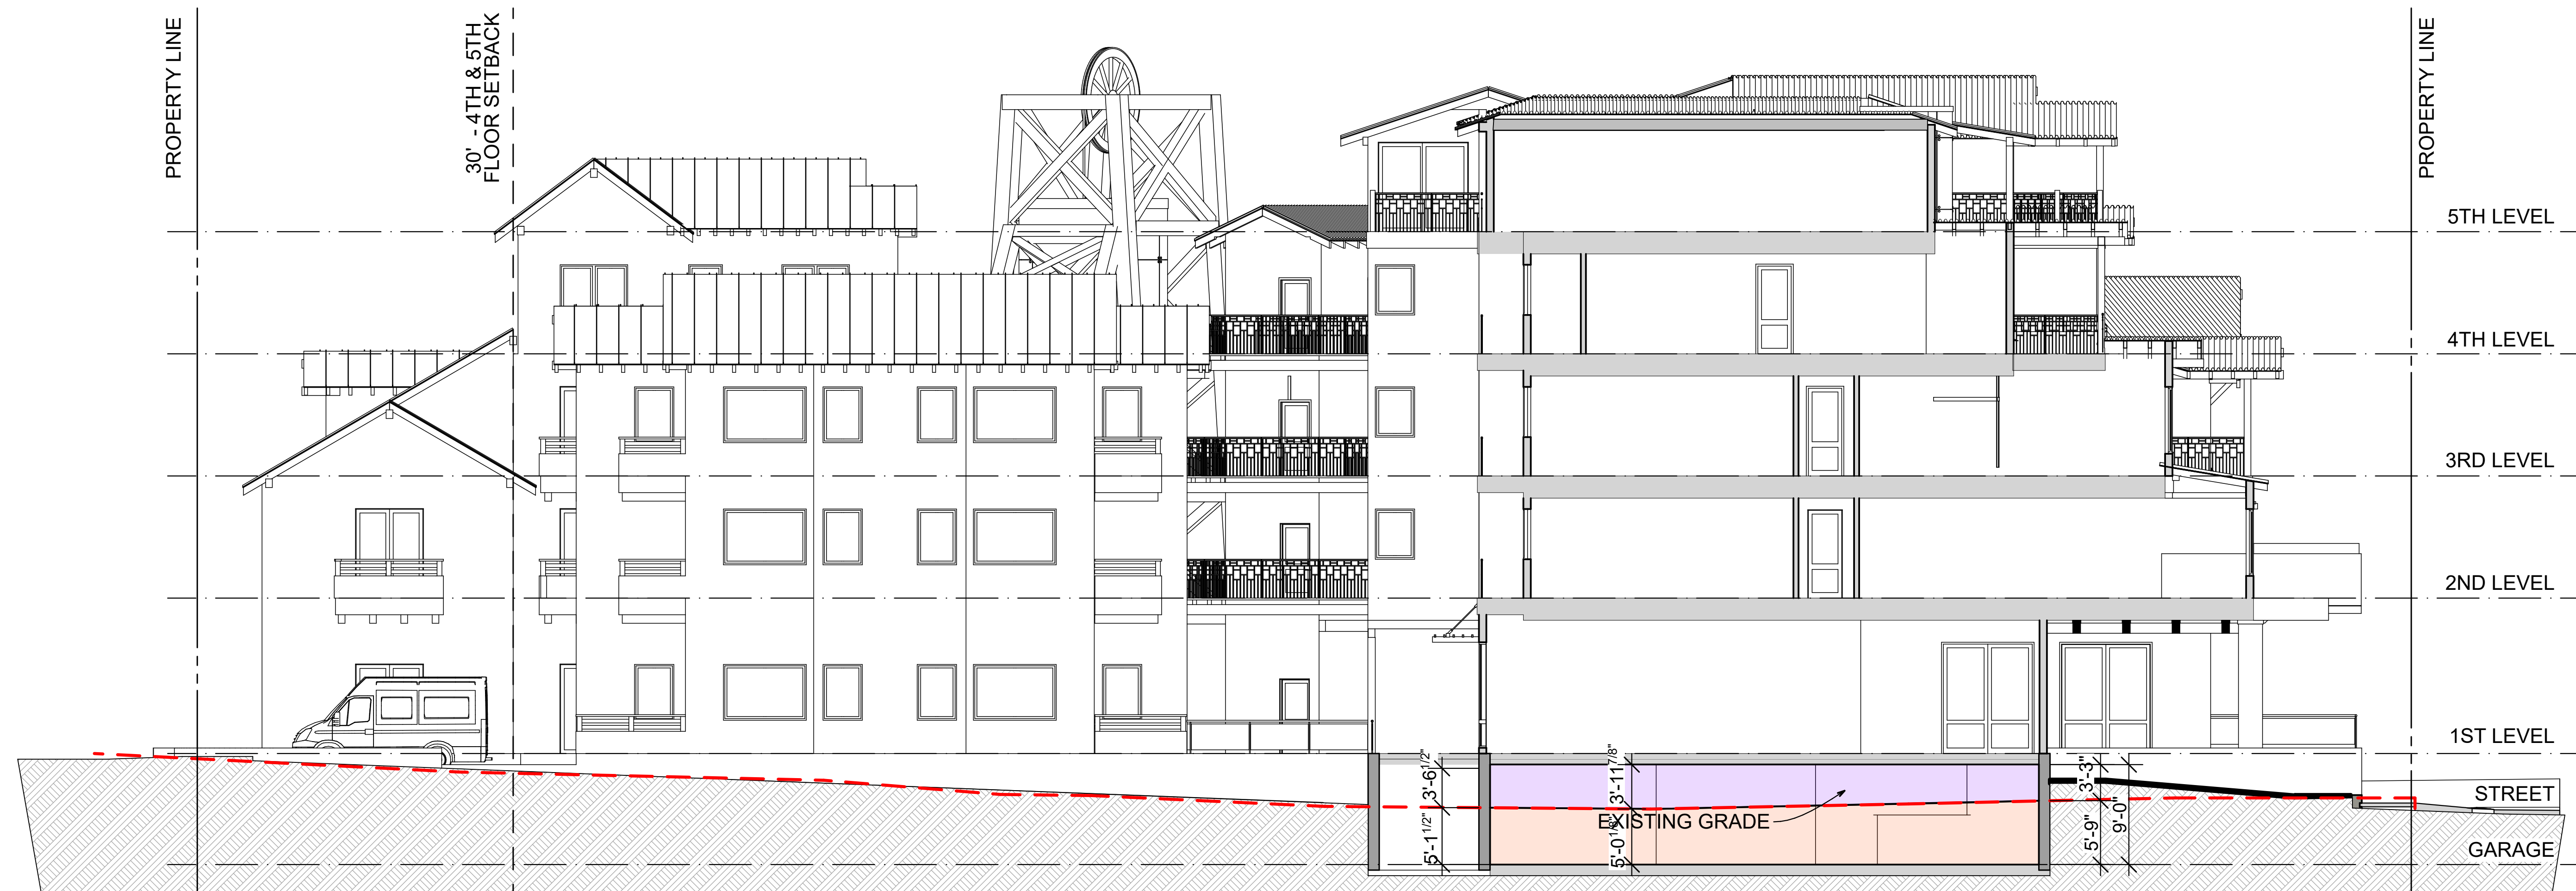 PROPERTY LINE
30' - 4TH & 5TH
FLOOR SETBACK
PROPERTY LINE
5TH LEVEL
4TH LEVEL
3RD LEVEL
2ND LEVEL
1ST LEVEL
3'-6 1/2"
3'-11 7/8"
3'-3"
STREET
EXISTING GRADE
5'-1 1/2"
5'-0 1/8"
5'-9"
9'-0"
GARAGE